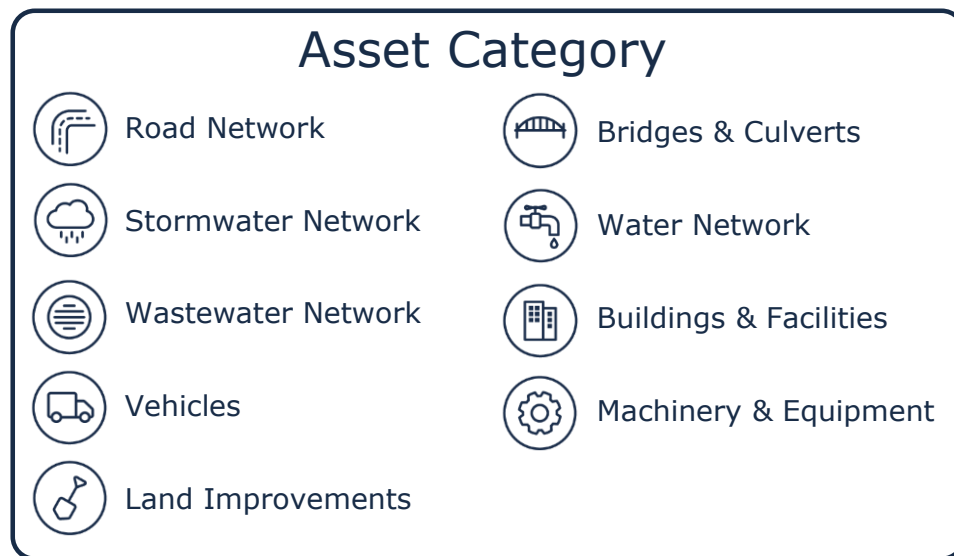 Asset Category
Road Network
Stormwater Network
Wastewater Network
Vehicles
Land Improvements
Bridges & Culverts
Water Network
Buildings & Facilities
Machinery & Equipment